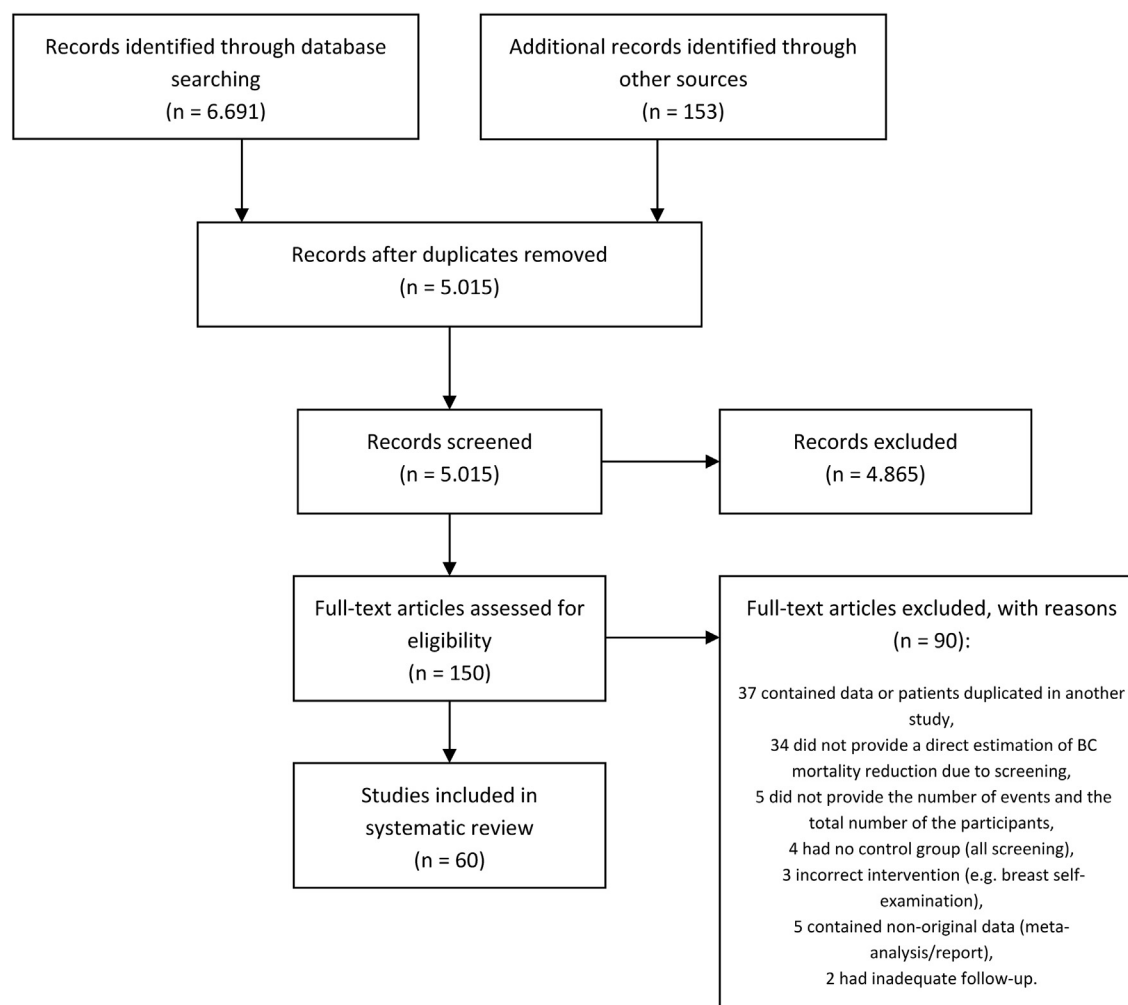 Records identified through database
searching
(n = 6.691)
Additional records identified through
other sources
(n = 153)
Records after duplicates removed
(n = 5.015)
Records screened
(n = 5.015)
Records excluded
(n = 4.865)
Full-text articles assessed for
eligibility
(n = 150)
Full-text articles excluded, with reasons
(n = 90):
37 contained data or patients duplicated in another
study,
34 did not provide a direct estimation of BC
mortality reduction due to screening,
5 did not provide the number of events and the
total number of the participants,
4 had no control group (all screening),
3 incorrect intervention (e.g. breast self-
examination),
5 contained non-original data (meta-
analysis/report),
2 had inadequate follow-up.
Studies included in
systematic review
(n = 60)